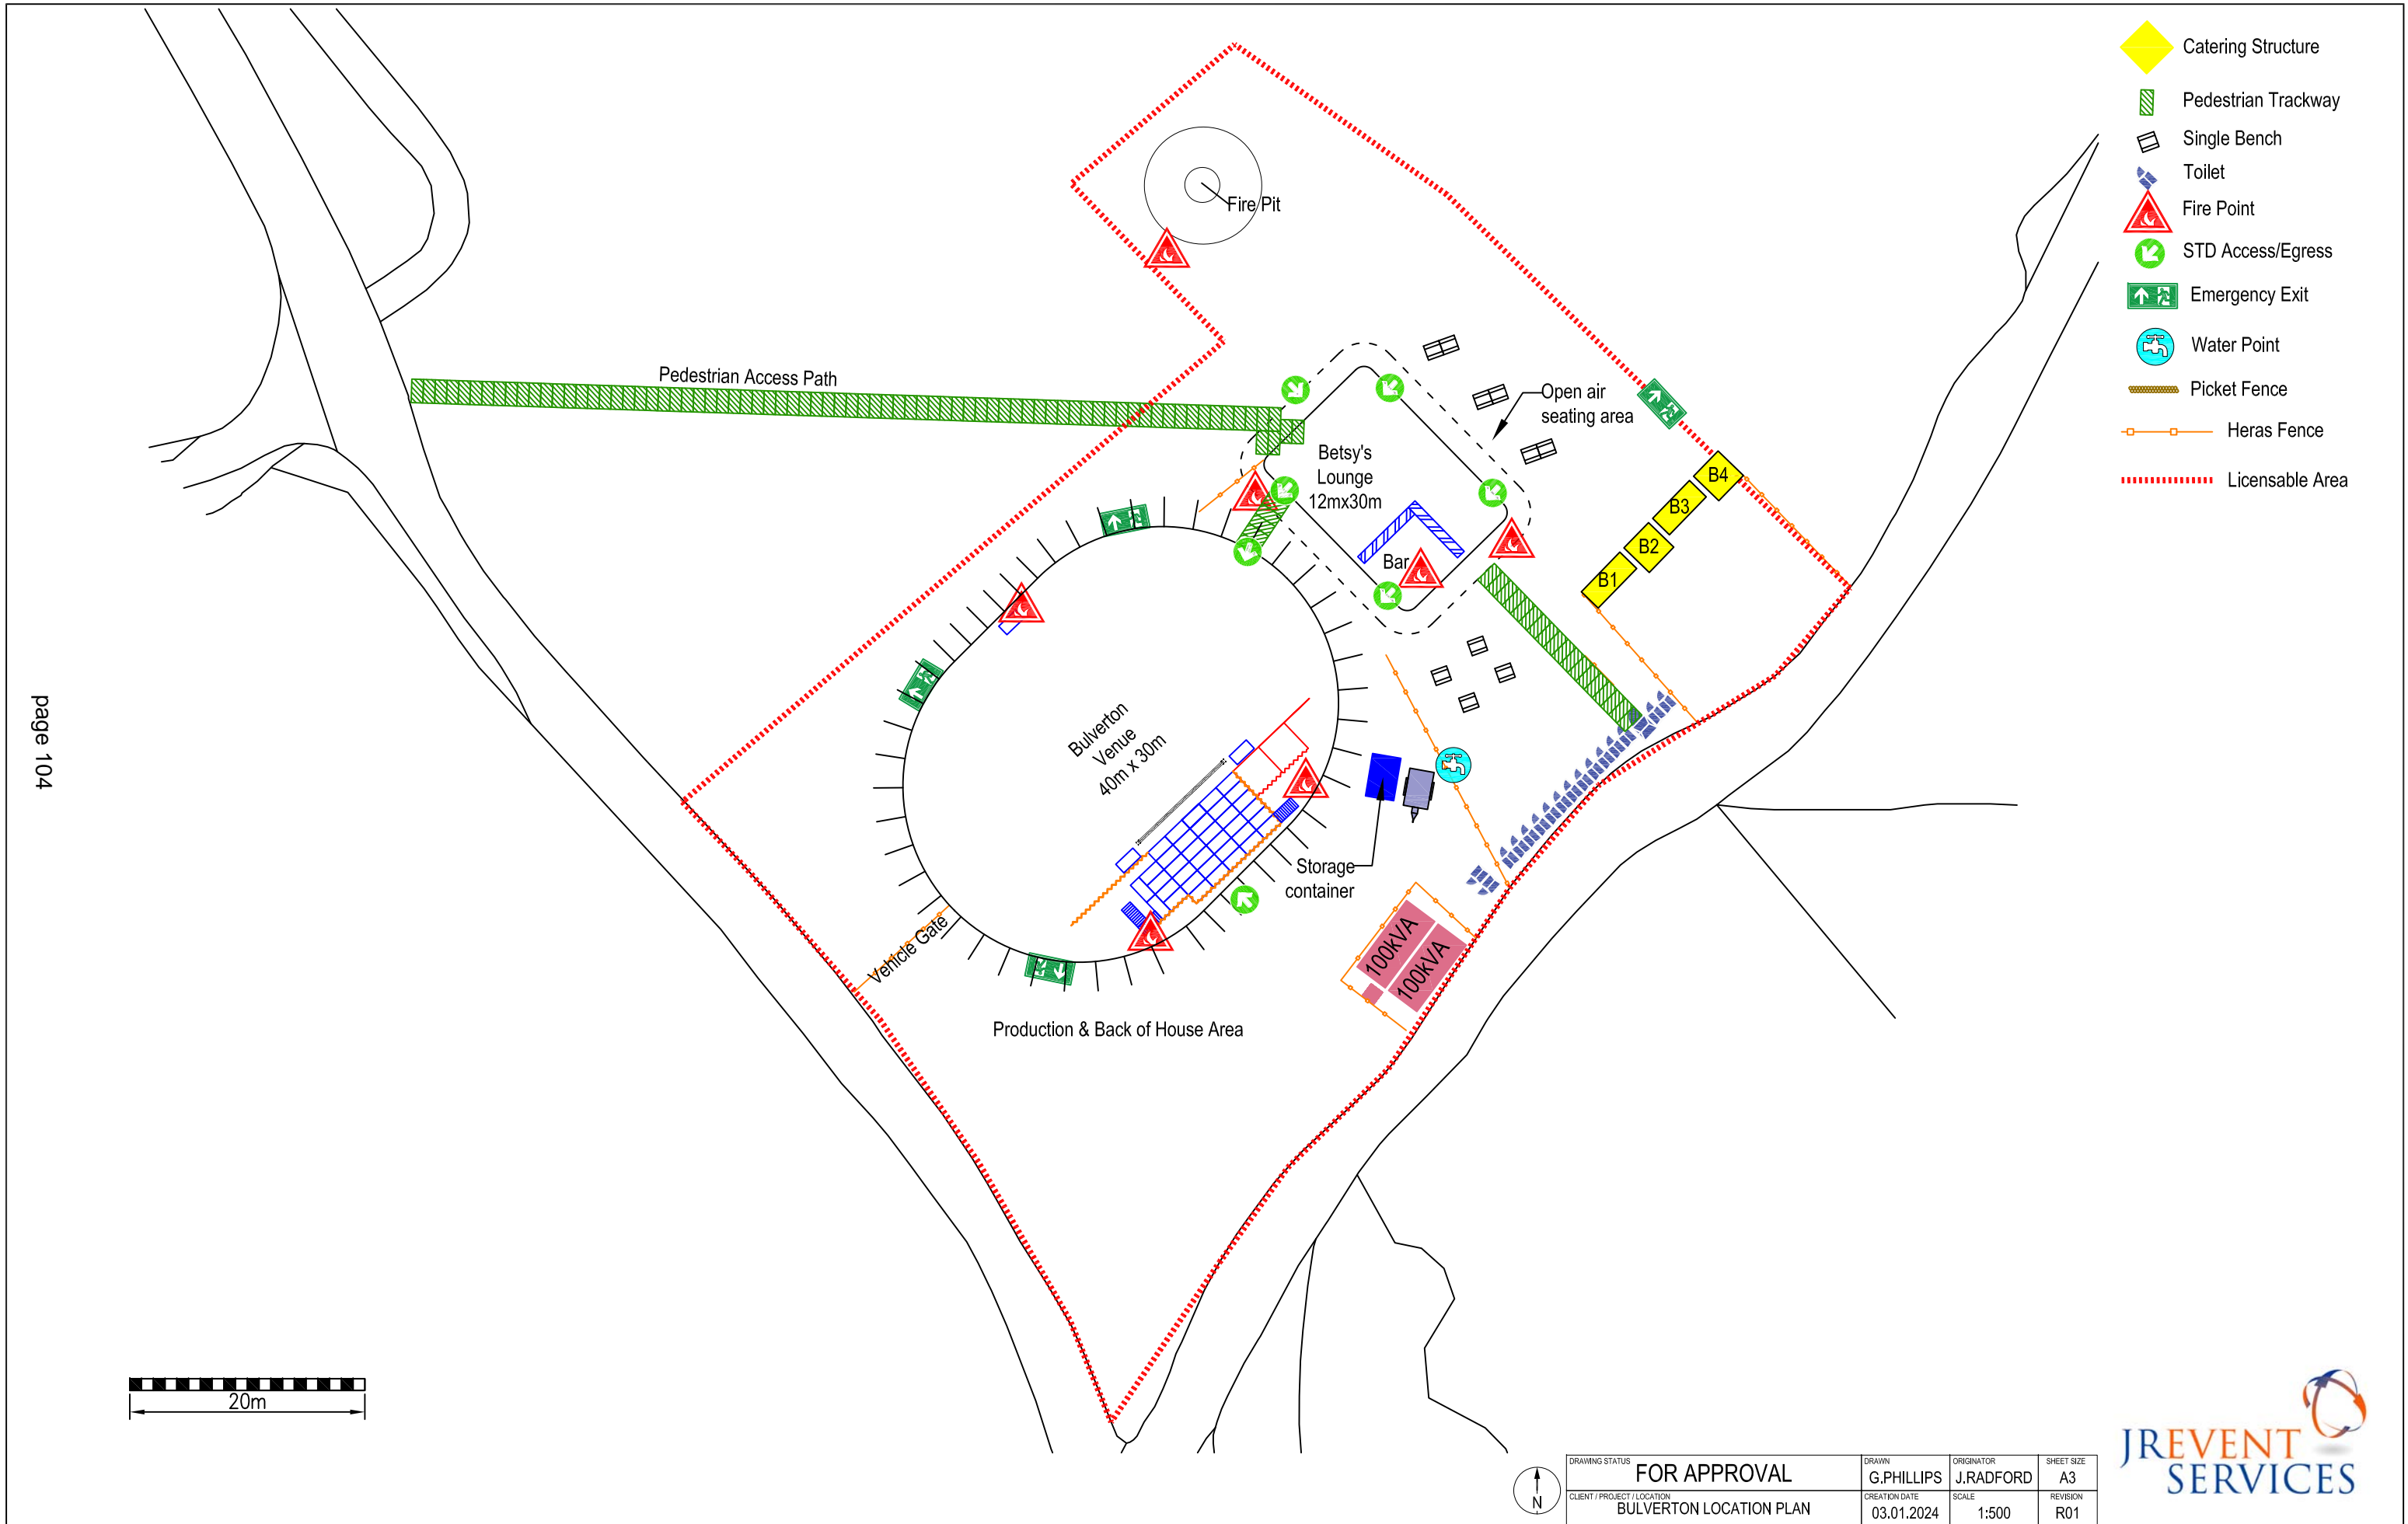 Catering Structure
Pedestrian Trackway
Single Bench
Toilet
Fire Point
STD Access/Egress
Emergency Exit
Water Point
Picket Fence
Heras Fence
Licensable Area
Fire Pit
Pedestrian Access Path
Open air
seating area
Betsy's
Lounge
12mx30m
Bar
B4
B3
B2
B1
Bulverton
Venue
40m x 30m
Storage
container
Vehicle Gate
100kVA
100kVA
Production & Back of House Area
page 104
20m
N
DRAWING STATUS
FOR APPROVAL
DRAWN
G.PHILLIPS
ORIGINATOR
J.RADFORD
SHEET SIZE
A3
CLIENT / PROJECT / LOCATION
BULVERTON LOCATION PLAN
CREATION DATE
03.01.2024
SCALE
1:500
REVISION
R01
JREVENT
SERVICES